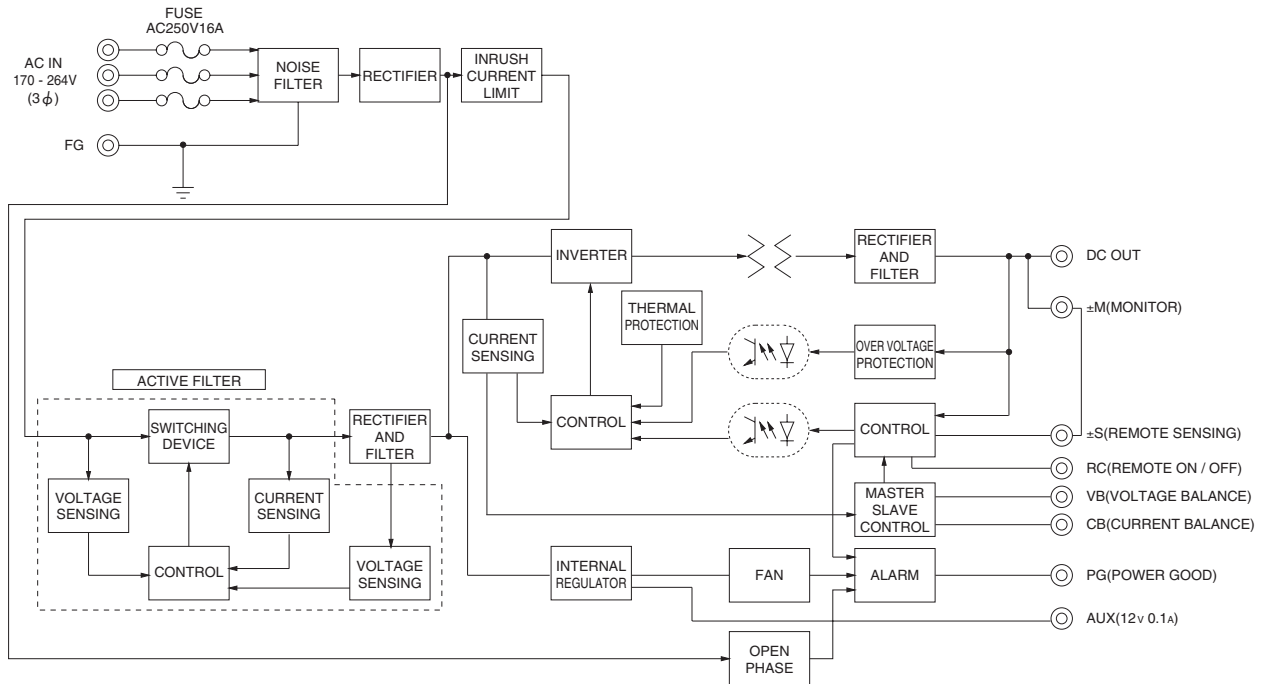 FUSE
AC250V16A
AC IN
170 - 264V
(3ϕ)
NOISE
FILTER
RECTIFIER
INRUSH
CURRENT
LIMIT
FG
INVERTER
RECTIFIER
AND
FILTER
DC OUT
THERMAL
PROTECTION
±M(MONITOR)
CURRENT
SENSING
OVER VOLTAGE
PROTECTION
ACTIVE FILTER
SWITCHING
DEVICE
RECTIFIER
AND
FILTER
CONTROL
CONTROL
±S(REMOTE SENSING)
RC(REMOTE ON / OFF)
VOLTAGE
SENSING
CURRENT
SENSING
MASTER
SLAVE
CONTROL
VB(VOLTAGE BALANCE)
CB(CURRENT BALANCE)
CONTROL
VOLTAGE
SENSING
INTERNAL
REGULATOR
FAN
ALARM
PG(POWER GOOD)
AUX(12V 0.1A)
OPEN
PHASE